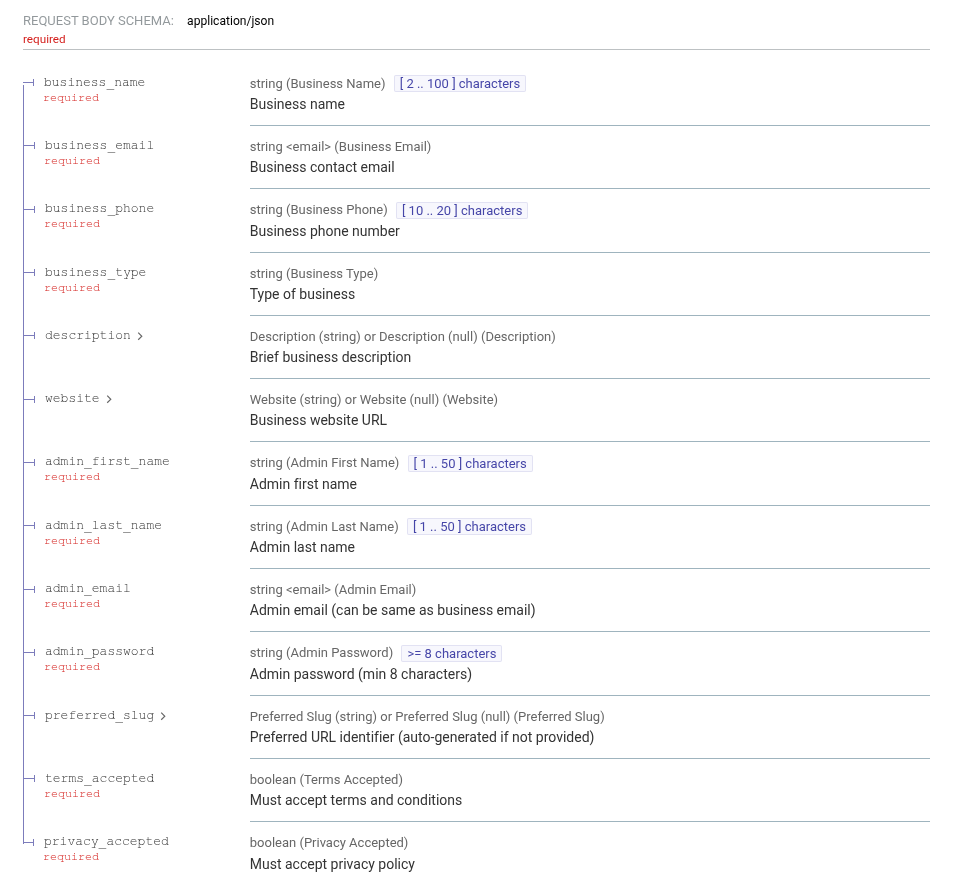 REQUEST BODY SCHEMA: application/json
required
business_name string (Business Name) [ 2 .. 100 ] characters
required Business name
business_email string <email> (Business Email)
required Business contact email
business_phone string (Business Phone) [ 10 .. 20 ] characters
required Business phone number
business_type string (Business Type)
required Type of business
description Description (string) or Description (null) (Description)
Brief business description
website Website (string) or Website (null) (Website)
Business website URL
admin_first_name string (Admin First Name) [ 1 .. 50 ] characters
required Admin first name
admin_last_name string (Admin Last Name) [ 1 .. 50 ] characters
required Admin last name
admin_email string <email> (Admin Email)
required Admin email (can be same as business email)
admin_password string (Admin Password) >= 8 characters
required Admin password (min 8 characters)
preferred_slug Preferred Slug (string) or Preferred Slug (null) (Preferred Slug)
Preferred URL identifier (auto-generated if not provided)
terms_accepted boolean (Terms Accepted)
required Must accept terms and conditions
privacy_accepted boolean (Privacy Accepted)
required Must accept privacy policy